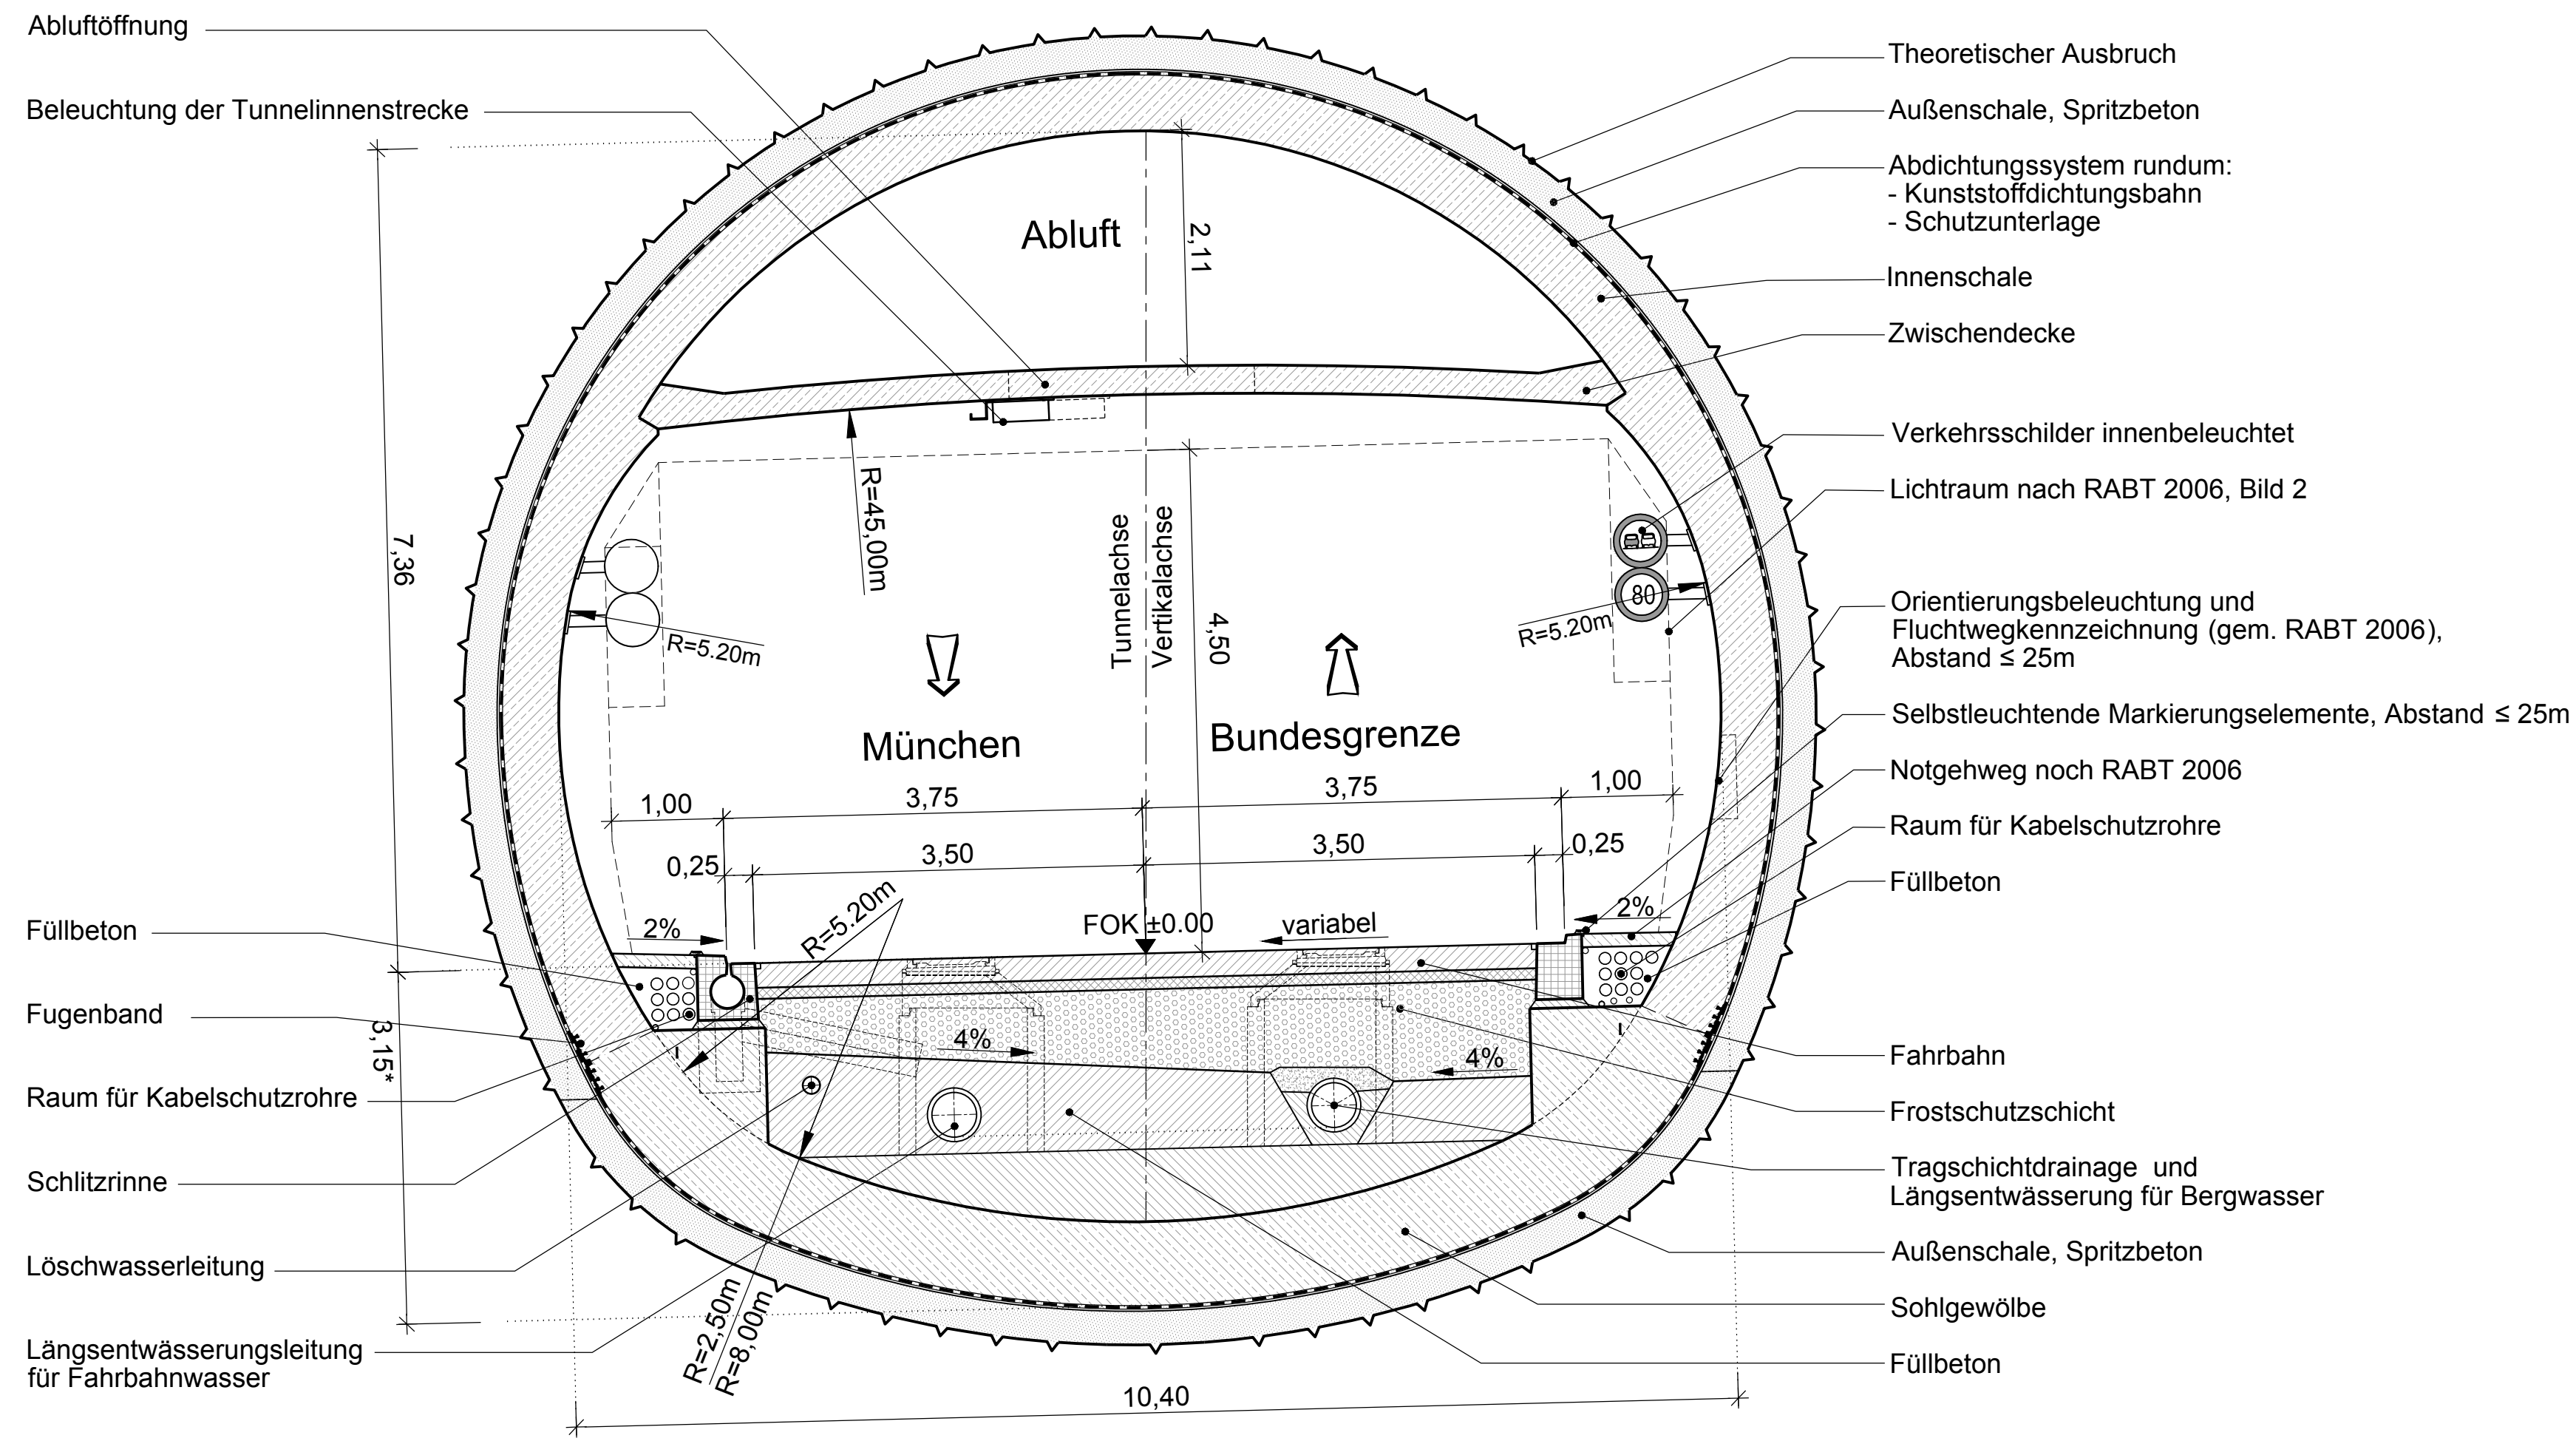 Abluftöffnung
Beleuchtung der Tunnelinnenstrecke
Theoretischer Ausbruch
Außenschale, Spritzbeton
Abdichtungssystem rundum:
- Kunststoffdichtungsbahn
- Schutzunterlage
Innenschale
Zwischendecke
Verkehrsschilder innenbeleuchtet
Lichtraum nach RABT 2006, Bild 2
Orientierungsbeleuchtung und
Fluchtwegkennzeichnung (gem. RABT 2006),
Abstand ≤ 25m
Selbstleuchtende Markierungselemente, Abstand ≤ 25m
Notgehweg noch RABT 2006
Raum für Kabelschutzrohre
Füllbeton
Fahrbahn
Frostschutzschicht
Tragschichtdrainage und
Längsentwässerung für Bergwasser
Außenschale, Spritzbeton
Sohlgewölbe
Füllbeton
Füllbeton
Fugenband
Raum für Kabelschutzrohre
Schlitzrinne
Löschwasserleitung
Längsentwässerungsleitung
für Fahrbahnwasser
Abluft
2,11
7,36
R=45,00m
Tunnelachse
Vertikalachse
4,50
80
R=5.20m
R=5.20m
München
Bundesgrenze
1,00
3,75
3,75
1,00
0,25
3,50
3,50
0,25
R=5.20m
2%
FOK ±0.00
variabel
2%
3,15*
4%
4%
R=2,50m
R=8,00m
10,40